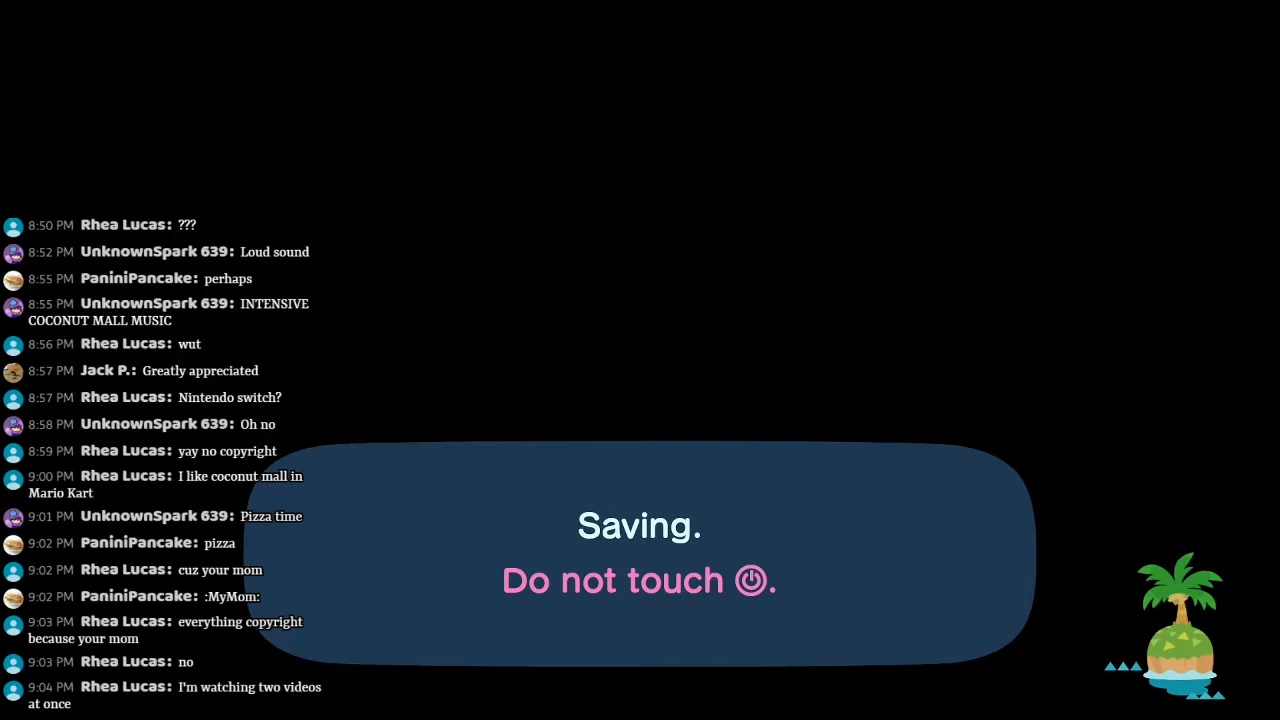 8:50 PM Rhea Lucas: ???
8:52 PM UnknownSpark 639: Loud sound
8:55 PM PaniniPancake: perhaps
8:55 PM UnknownSpark 639: INTENSIVE
COCONUT MALL MUSIC
8:56 PM Rhea Lucas: wut
8:57 PM Jack P.: Greatly appreciated
8:57 PM Rhea Lucas: Nintendo switch?
8:58 PM UnknownSpark 639: Oh no
8:59 PM Rhea Lucas: yay no copyright
9:00 PM Rhea Lucas: I like coconut mall in
Mario Kart
9:01 PM UnknownSpark 639: Pizza time
9:02 PM PaniniPancake: pizza
9:02 PM Rhea Lucas: cuz your mom
9:02 PM PaniniPancake: :MyMom:
9:03 PM Rhea Lucas: everything copyright
because your mom
9:03 PM Rhea Lucas: no
9:04 PM Rhea Lucas: I'm watching two videos
at once
Saving.
Do not touch ⏻.